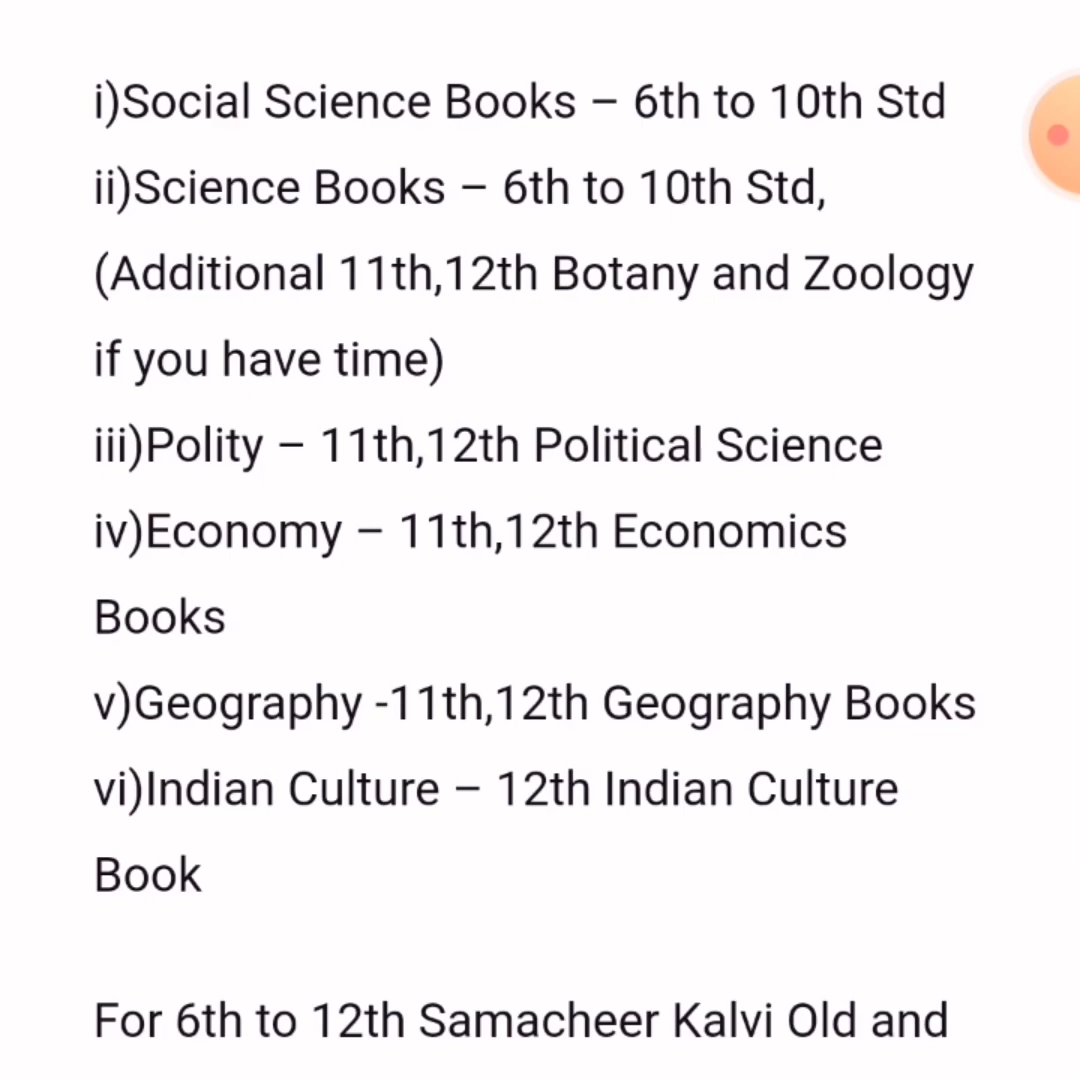 i)Social Science Books – 6th to 10th Std
ii)Science Books – 6th to 10th Std,
(Additional 11th,12th Botany and Zoology
if you have time)
iii)Polity – 11th,12th Political Science
iv)Economy – 11th,12th Economics
Books
v)Geography -11th,12th Geography Books
vi)Indian Culture – 12th Indian Culture
Book
For 6th to 12th Samacheer Kalvi Old and